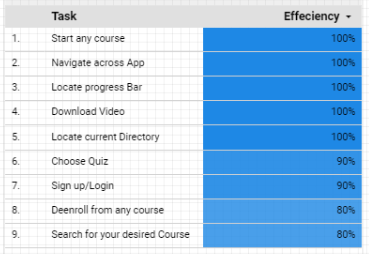 Task Effeciency
1. Start any course 100%
2. Navigate across App 100%
3. Locate progress Bar 100%
4. Download Video 100%
5. Locate current Directory 100%
6. Choose Quiz 90%
7. Sign up/Login 90%
8. Deenroll from any course 80%
9. Search for your desired Course 80%